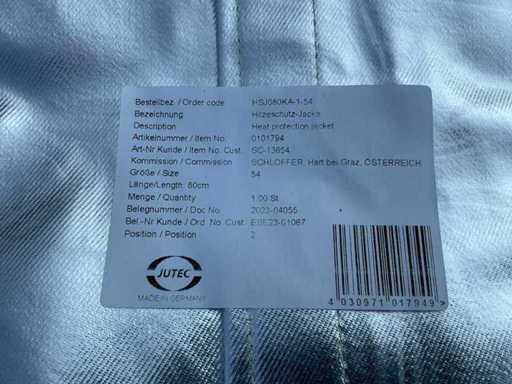 Bestellbez. / Order code HSJ080KA-1-54
Bezeichnung Hitzeschutz-Jacke
Description Heat protection jacket
Artikelnummer / Item No. 0101794
Art-Nr Kunde / Item No. Cust. SC-13654
Kommission / Commission SCHLOFFER, Hart bei Graz, ÖSTERREICH
Größe / Size 54
Länge/Length: 80cm
Menge / Quantity 1,00 St
Belegnummer / Doc No. 2023-04055
Bel.-Nr Kunde / Ord. No. Cust. EBE23-01067
Position / Position 2
JUTEC
MADE IN GERMANY
4 030971 017949 >